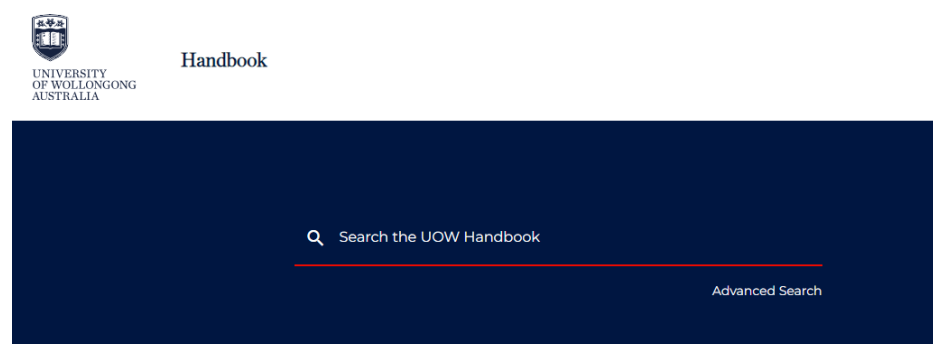 UNIVERSITY
OF WOLLONGONG
AUSTRALIA
Handbook
Search the UOW Handbook
Advanced Search